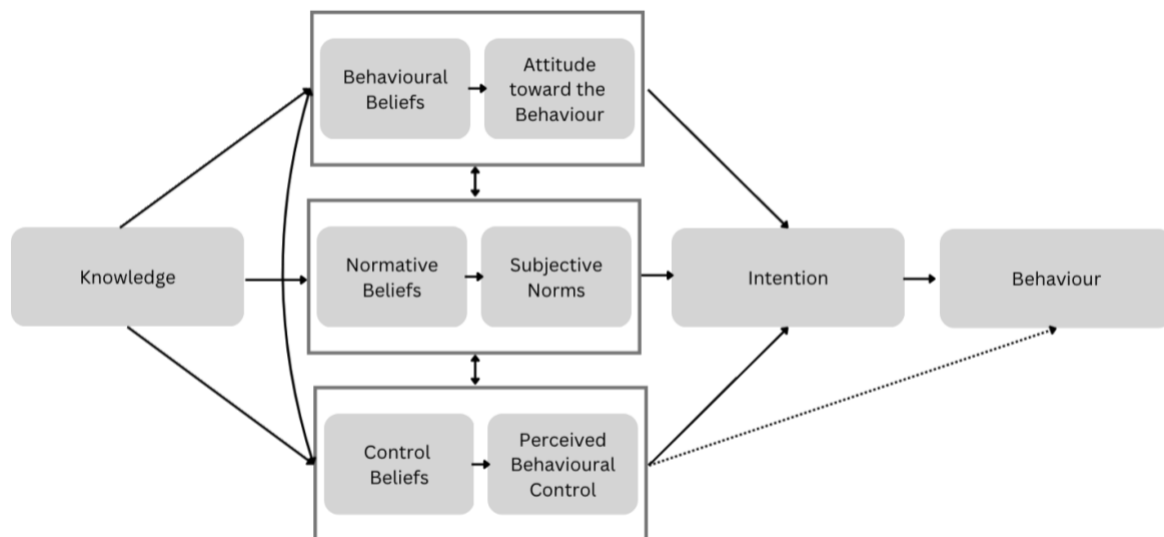 Behavioural
Beliefs
Attitude
toward the
Behaviour
Knowledge
Normative
Beliefs
Subjective
Norms
Intention
Behaviour
Control
Beliefs
Perceived
Behavioural
Control